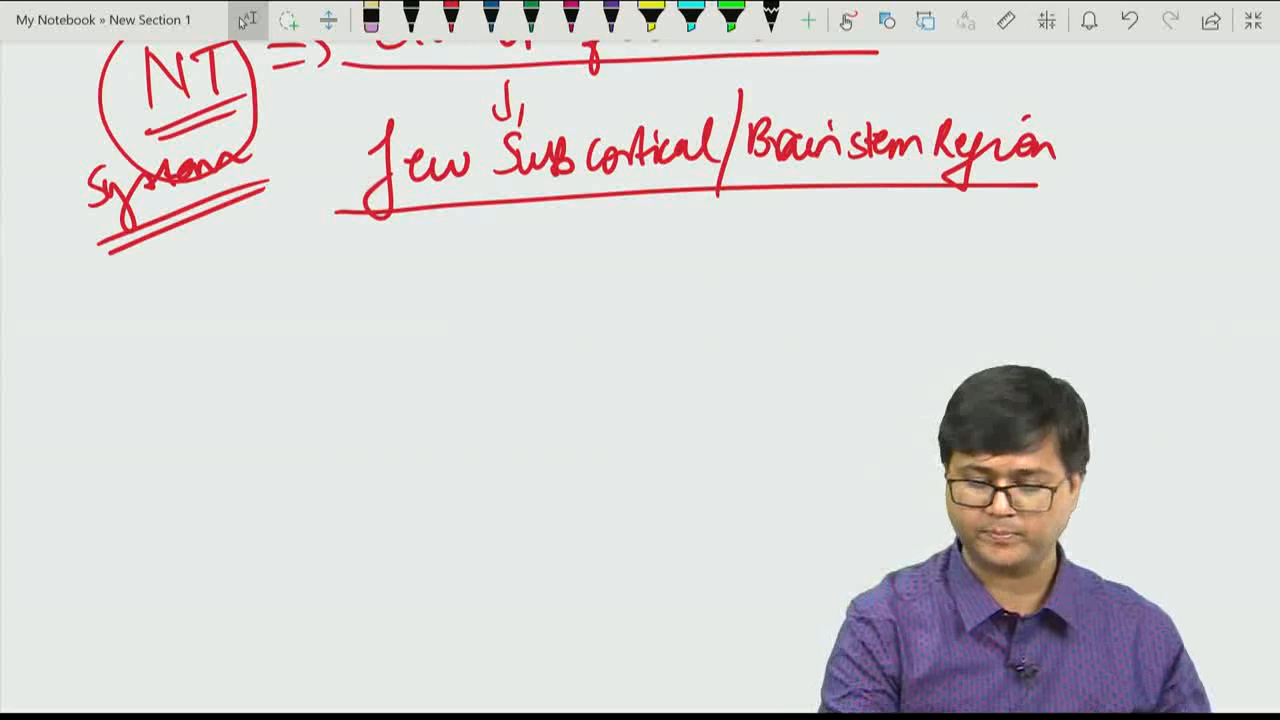 My Notebook » New Section 1
NT =>
few Subcortical/Brainstem Region
Systems